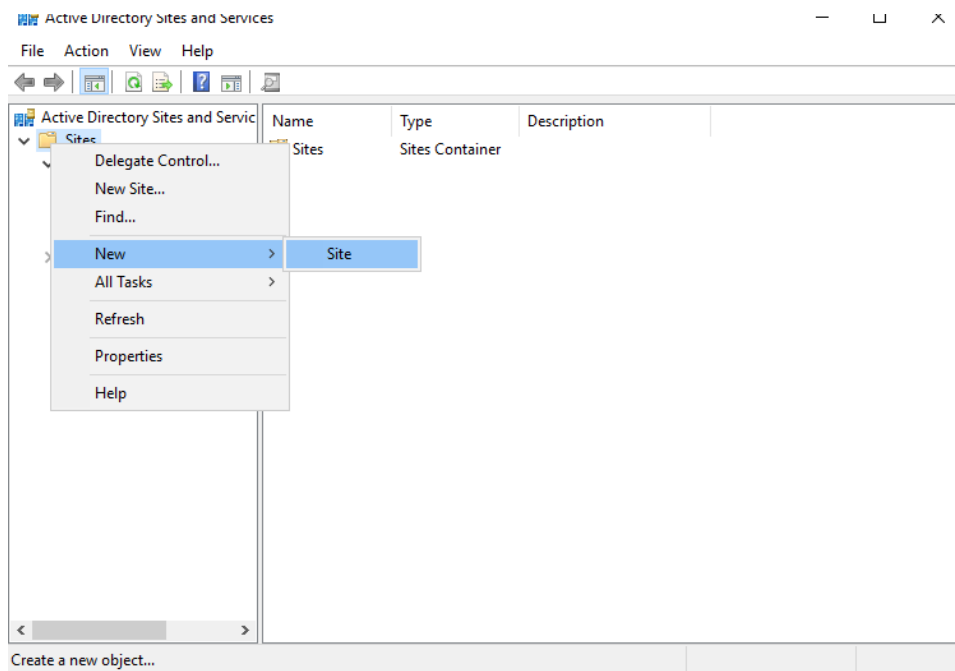 Active Directory Sites and Services
File Action View Help
Active Directory Sites and Servic
Name Type Description
Sites
Sites Sites Container
Delegate Control...
New Site...
Find...
New
Site
All Tasks
Refresh
Properties
Help
Create a new object...